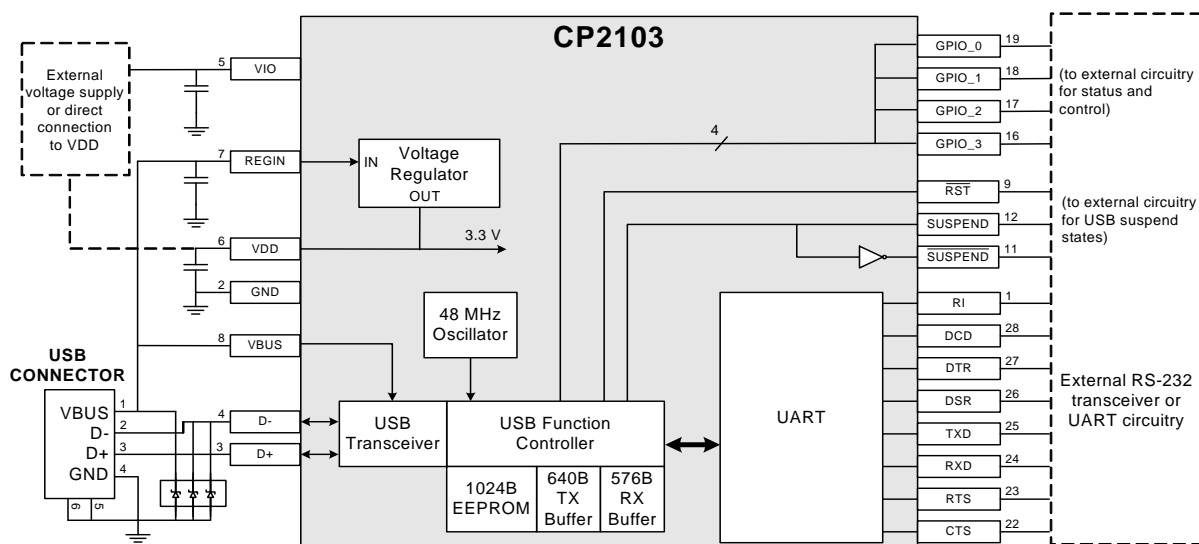 CP2103
External
voltage supply
or direct
connection
to VDD
5
VIO
7
REGIN
IN
Voltage
Regulator
OUT
6
VDD
3.3 V
2
GND
48 MHz
Oscillator
8
VBUS
USB
CONNECTOR
VBUS
1
D-
2
D+
3
GND
4
6
5
4
D-
3
D+
USB
Transceiver
USB Function
Controller
1024B
EEPROM
640B
TX
Buffer
576B
RX
Buffer
UART
4
GPIO_0
19
GPIO_1
18
GPIO_2
17
GPIO_3
16
(to external circuitry
for status and
control)
RST
9
SUSPEND
12
SUSPEND
11
(to external circuitry
for USB suspend
states)
RI
1
DCD
28
DTR
27
DSR
26
TXD
25
RXD
24
RTS
23
CTS
22
External RS-232
transceiver or
UART circuitry